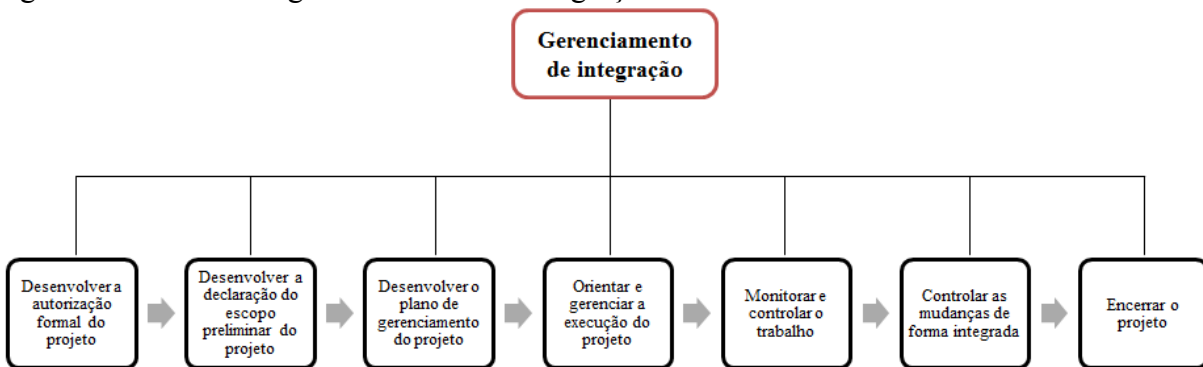 Gerenciamento
de integração
Desenvolver a
autorização
formal do
projeto
Desenvolver a
declaração do
escopo
preliminar do
projeto
Desenvolver o
plano de
gerenciamento
do projeto
Orientar e
gerenciar a
execução do
projeto
Monitorar e
controlar o
trabalho
Controlar as
mudanças de
forma integrada
Encerrar o
projeto